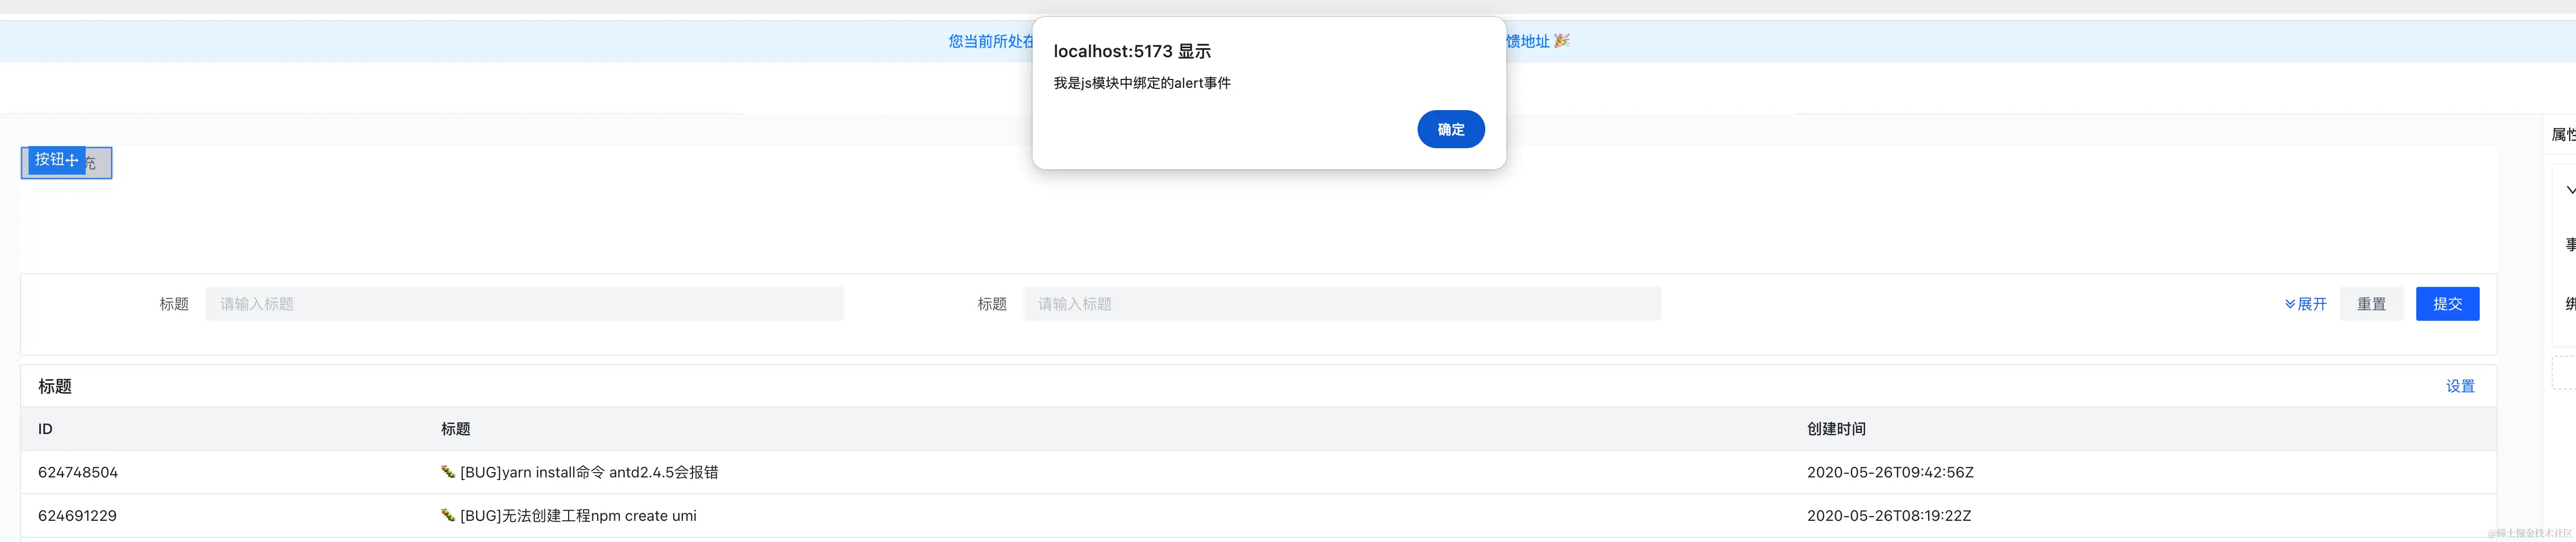 您当前所处在
馈地址 🎉
localhost:5173 显示
我是js模块中绑定的alert事件
确定
按钮
充
属性
事
绑
标题 请输入标题 标题 请输入标题 展开 重置 提交
标题 设置
ID 标题 创建时间
624748504 🐛 [BUG]yarn install命令 antd2.4.5会报错 2020-05-26T09:42:56Z
624691229 🐛 [BUG]无法创建工程npm create umi 2020-05-26T08:19:22Z
@稀土掘金技术社区